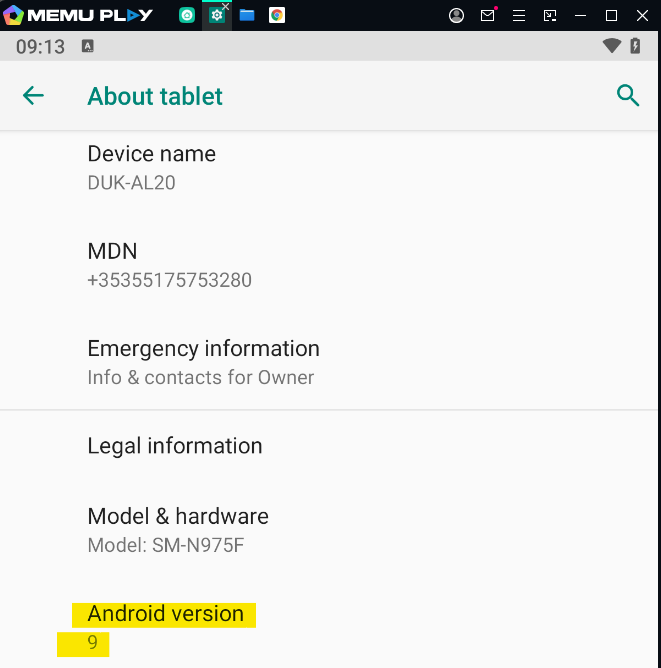 MEMU PLAY
09:13 A
About tablet
Device name
DUK-AL20
MDN
+35355175753280
Emergency information
Info & contacts for Owner
Legal information
Model & hardware
Model: SM-N975F
Android version
9